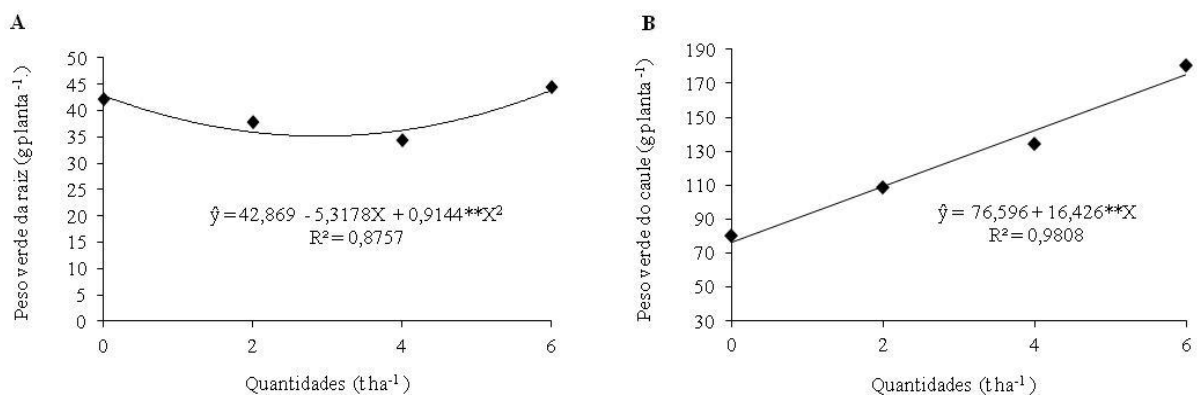 A
50
45
40
35
30
25
20
15
10
5
0
Peso verde da raiz (g planta⁻¹.)
ŷ = 42,869 - 5,3178X + 0,9144**X²
R² = 0,8757
0 2 4 6
Quantidades (t ha⁻¹)
B
190
170
150
130
110
90
70
50
30
Peso verde do caule (g planta⁻¹)
ŷ = 76,596 + 16,426**X
R² = 0,9808
0 2 4 6
Quantidades (t ha⁻¹)